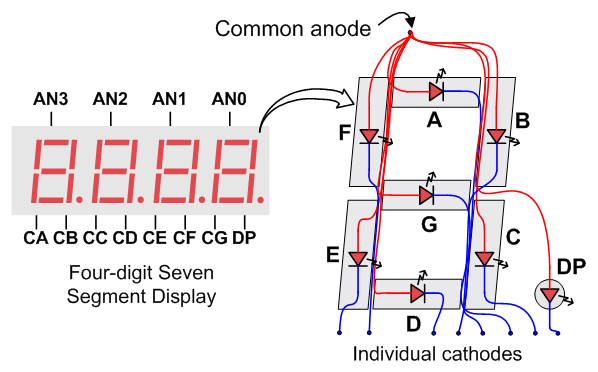 Common anode
AN3 AN2 AN1 AN0
CA CB CC CD CE CF CG DP
Four-digit Seven
Segment Display
A
F
B
G
E
C
DP
D
Individual cathodes